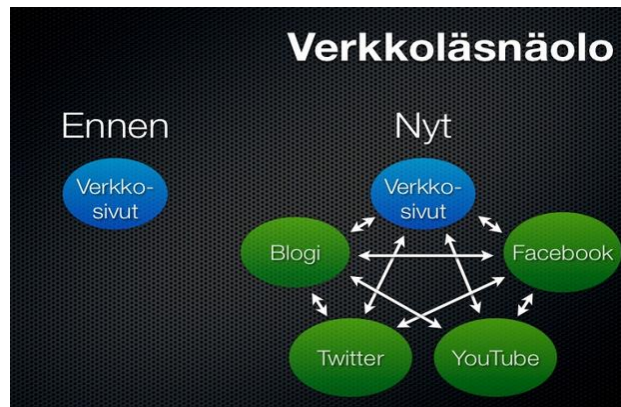 Verkkoläsnäolo
Ennen
Nyt
Verkko-
sivut
Verkko-
sivut
Blogi
Facebook
Twitter
YouTube